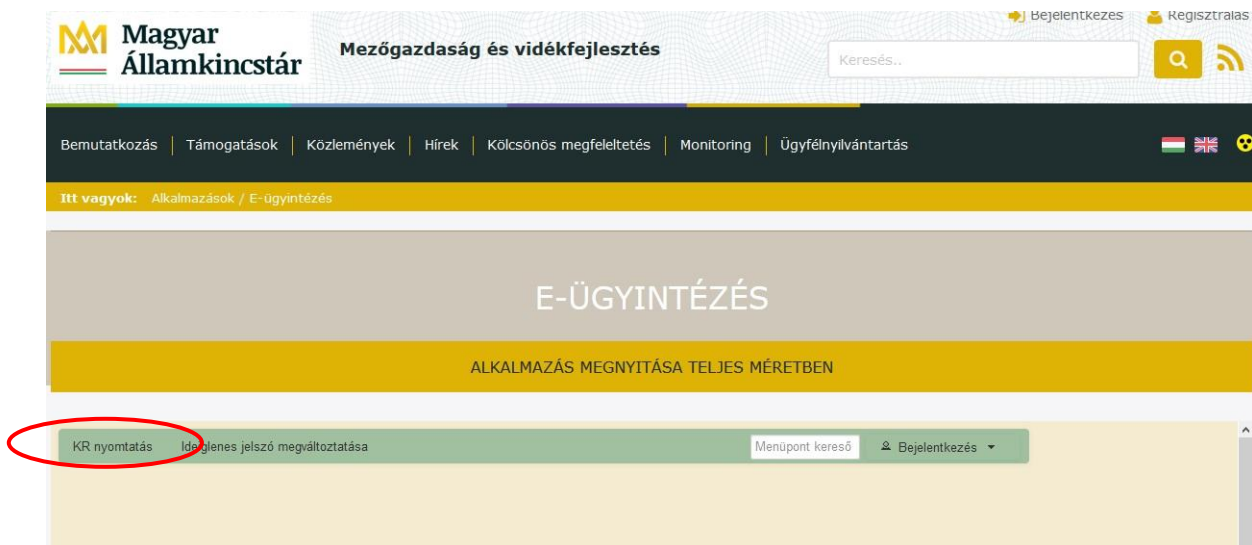 Bejelentkezés Regisztrálás
Magyar
Államkincstár
Mezőgazdaság és vidékfejlesztés
Keresés..
Bemutatkozás | Támogatások | Közlemények | Hírek | Kölcsönös megfeleltetés | Monitoring | Ügyfélnyilvántartás
Itt vagyok: Alkalmazások / E-ügyintézés
E-ÜGYINTÉZÉS
ALKALMAZÁS MEGNYITÁSA TELJES MÉRETBEN
KR nyomtatás Ideiglenes jelszó megváltoztatása Menüpont kereső Bejelentkezés